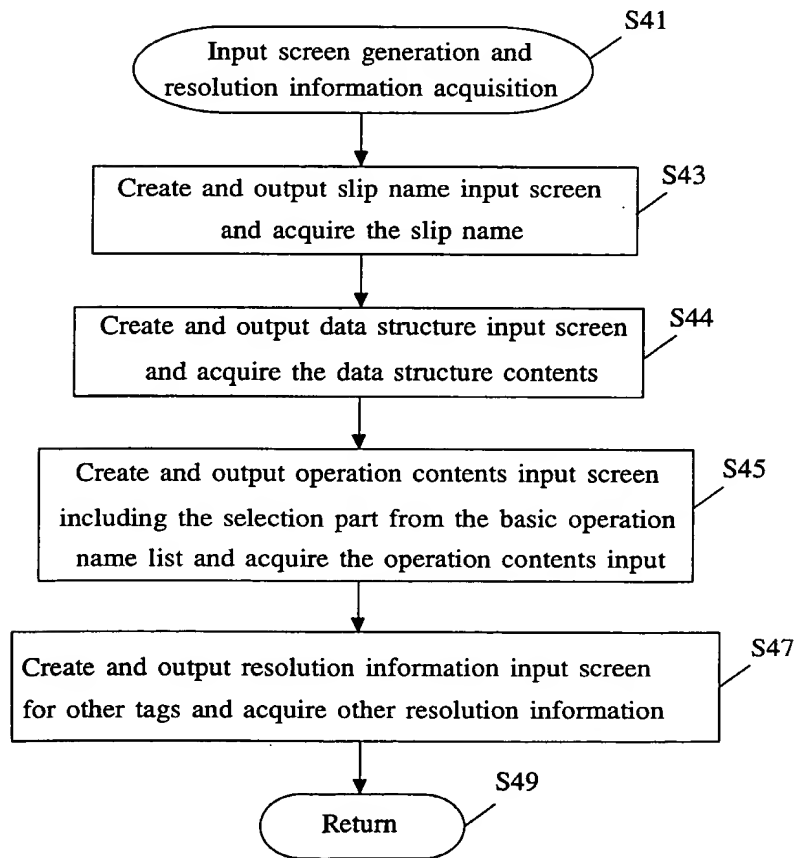 S41
Input screen generation and
resolution information acquisition
S43
Create and output slip name input screen
and acquire the slip name
S44
Create and output data structure input screen
and acquire the data structure contents
S45
Create and output operation contents input screen
including the selection part from the basic operation
name list and acquire the operation contents input
S47
Create and output resolution information input screen
for other tags and acquire other resolution information
S49
Return